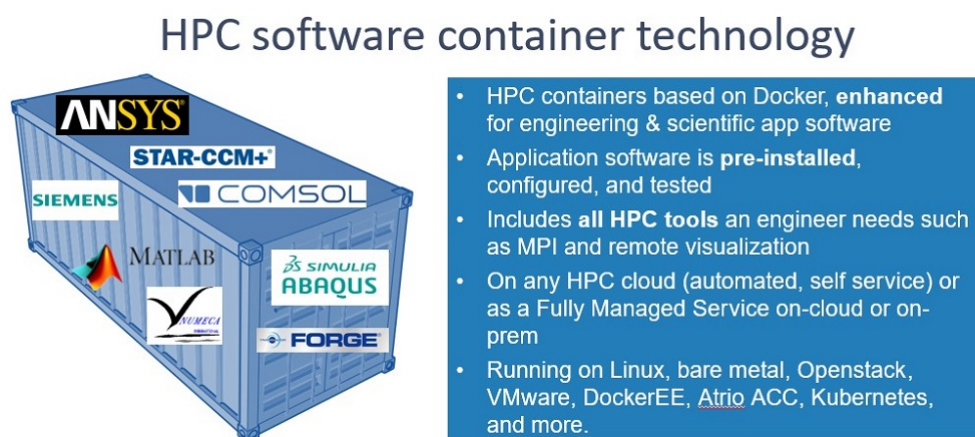 HPC software container technology
ANSYS®
STAR-CCM+®
SIEMENS
COMSOL
MATLAB
SIMULIA
ABAQUS
NUMECA
FORGE
• HPC containers based on Docker, enhanced
for engineering & scientific app software
• Application software is pre-installed,
configured, and tested
• Includes all HPC tools an engineer needs such
as MPI and remote visualization
• On any HPC cloud (automated, self service) or
as a Fully Managed Service on-cloud or on-
prem
• Running on Linux, bare metal, Openstack,
VMware, DockerEE, Atrio ACC, Kubernetes,
and more.